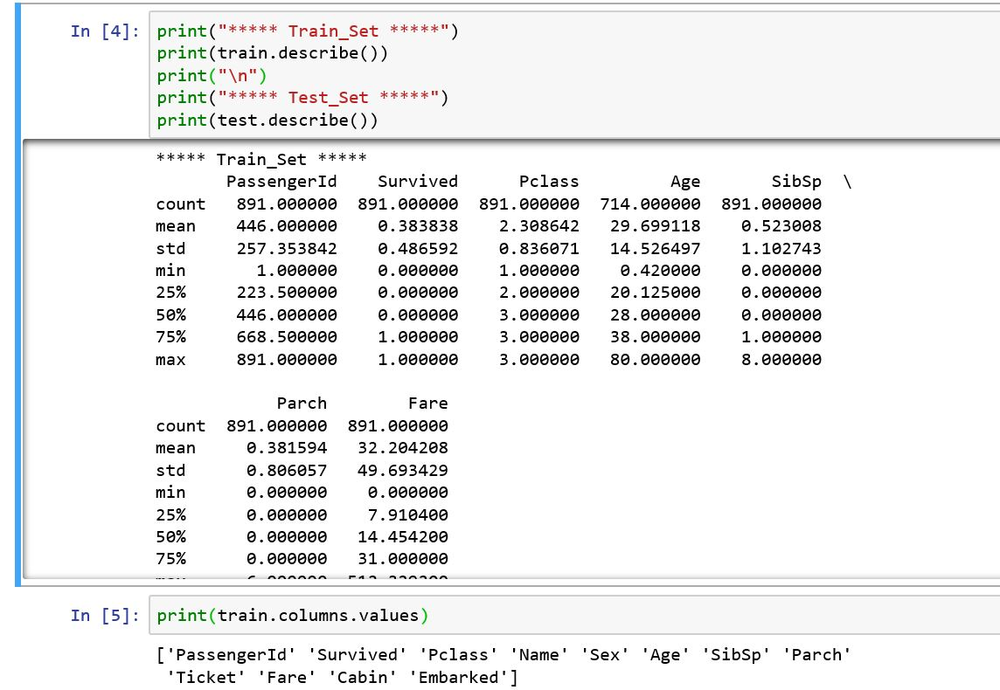 In [4]: print("***** Train_Set *****")
print(train.describe())
print("\n")
print("***** Test_Set *****")
print(test.describe())
***** Train_Set *****
PassengerId Survived Pclass Age SibSp \
count 891.000000 891.000000 891.000000 714.000000 891.000000
mean 446.000000 0.383838 2.308642 29.699118 0.523008
std 257.353842 0.486592 0.836071 14.526497 1.102743
min 1.000000 0.000000 1.000000 0.420000 0.000000
25% 223.500000 0.000000 2.000000 20.125000 0.000000
50% 446.000000 0.000000 3.000000 28.000000 0.000000
75% 668.500000 1.000000 3.000000 38.000000 1.000000
max 891.000000 1.000000 3.000000 80.000000 8.000000
Parch Fare
count 891.000000 891.000000
mean 0.381594 32.204208
std 0.806057 49.693429
min 0.000000 0.000000
25% 0.000000 7.910400
50% 0.000000 14.454200
75% 0.000000 31.000000
In [5]: print(train.columns.values)
['PassengerId' 'Survived' 'Pclass' 'Name' 'Sex' 'Age' 'SibSp' 'Parch'
'Ticket' 'Fare' 'Cabin' 'Embarked']